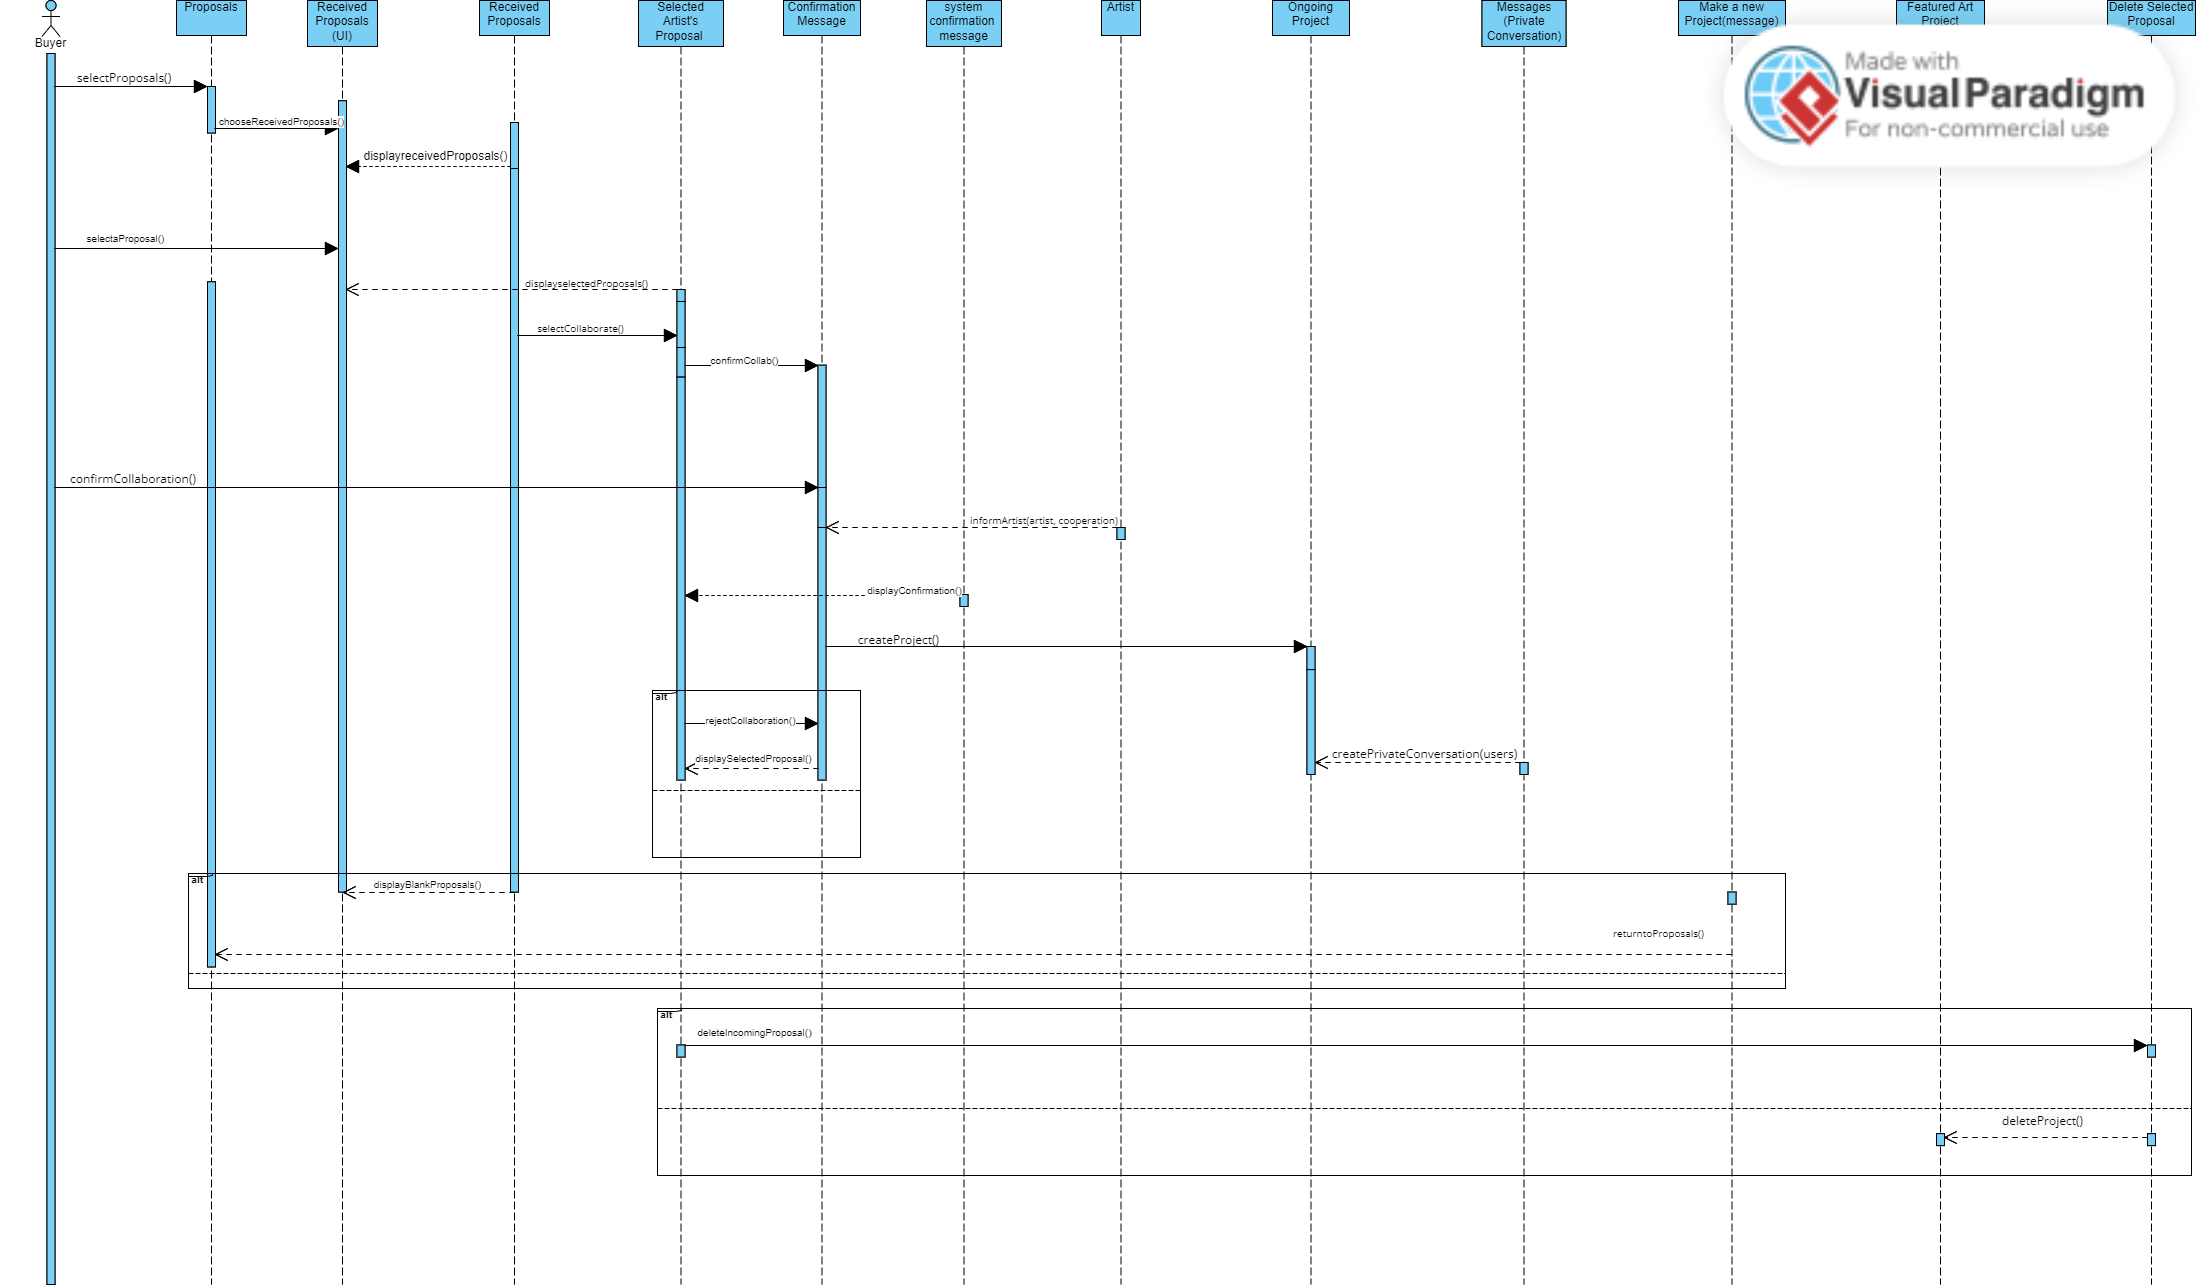 Buyer
Proposals
Received
Proposals
(UI)
Received
Proposals
Selected
Artist's
Proposal
Confirmation
Message
system
confirmation
message
Artist
Ongoing
Project
Messages
(Private
Conversation)
Make a new
Project(message)
Featured Art
Project
Delete Selected
Proposal
Made with
Visual Paradigm
For non-commercial use
selectProposals()
chooseReceivedProposals()
displayreceivedProposals()
selectaProposal()
displayselectedProposals()
selectCollaborate()
confirmCollab()
confirmCollaboration()
informArtist(artist, cooperation)
displayConfirmation()
createProject()
alt
rejectCollaboration()
createPrivateConversation(users)
displaySelectedProposal()
alt
displayBlankProposals()
returntoProposals()
alt
deleteIncomingProposal()
deleteProject()